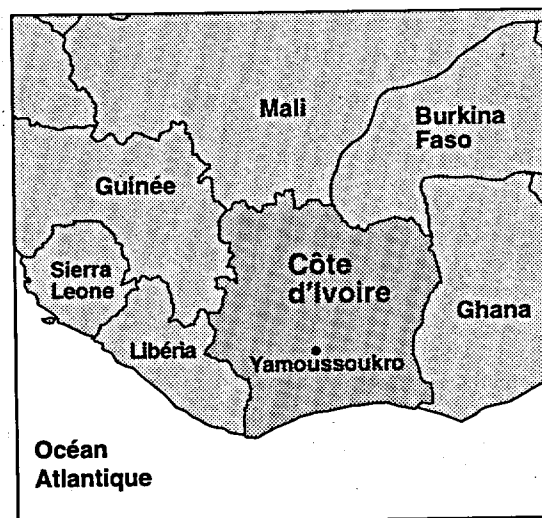 Mali
Burkina
Faso
Guinée
Sierra
Leone
Côte
d'Ivoire
Ghana
Libéria
Yamoussoukro
Océan
Atlantique